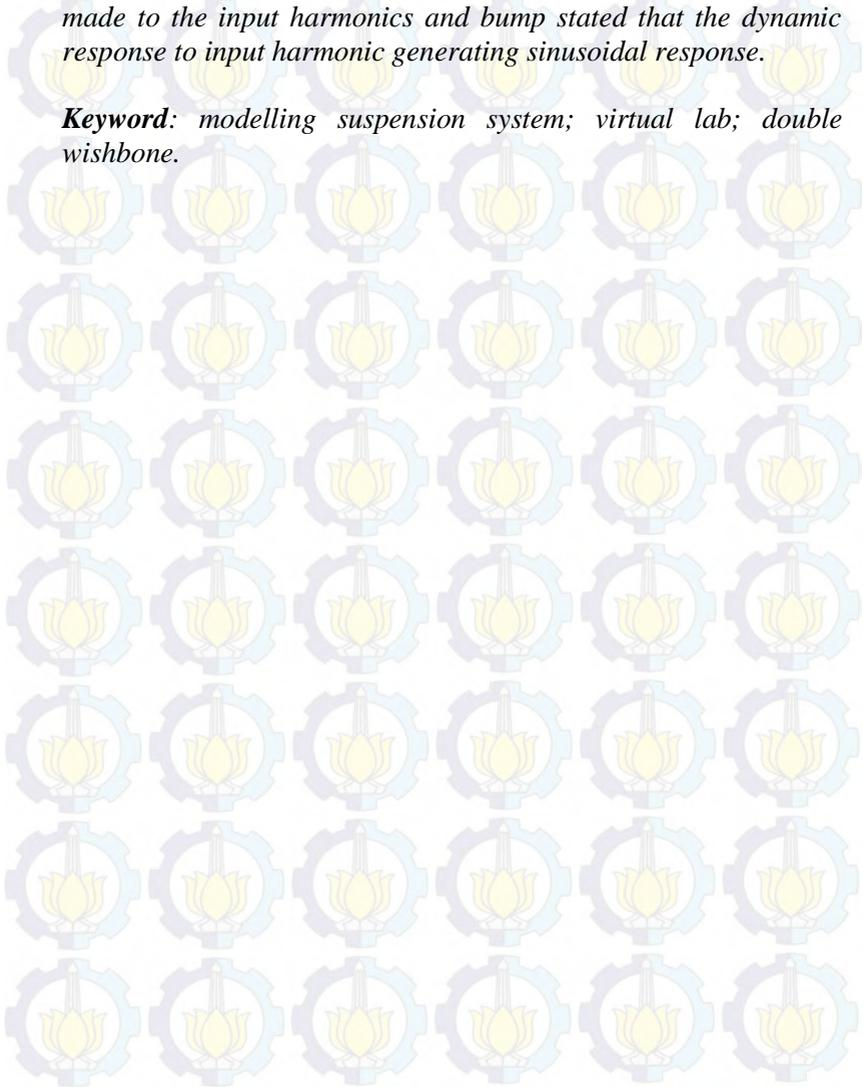 made to the input harmonics and bump stated that the dynamic
response to input harmonic generating sinusoidal response.
Keyword: modelling suspension system; virtual lab; double
wishbone.